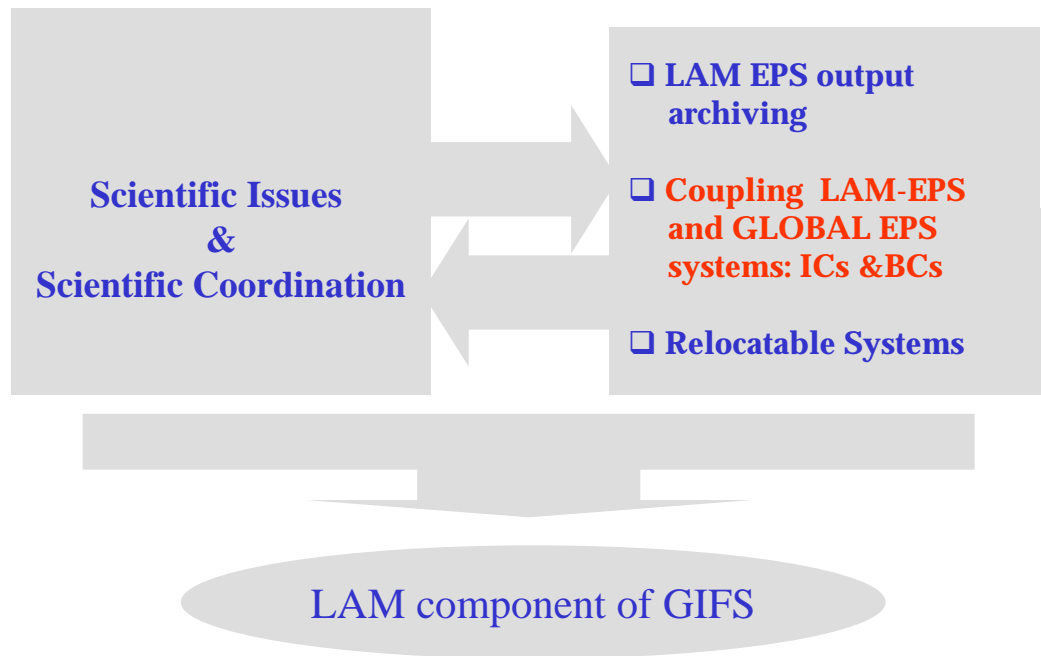 Scientific Issues
&
Scientific Coordination
❑ LAM EPS output
archiving
❑ Coupling LAM-EPS
and GLOBAL EPS
systems: ICs &BCs
❑ Relocatable Systems
LAM component of GIFS